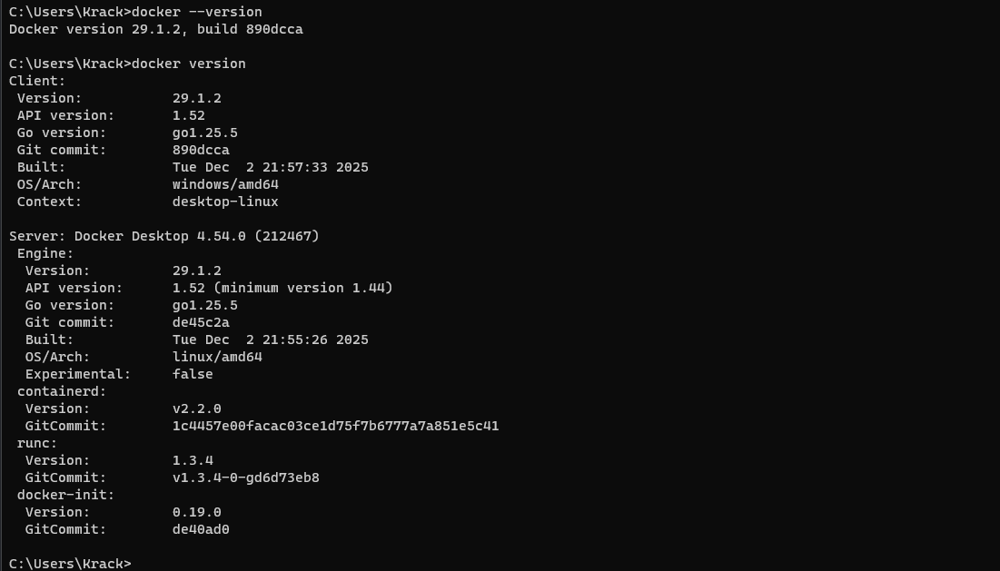 C:\Users\Krack>docker --version
Docker version 29.1.2, build 890dcca
C:\Users\Krack>docker version
Client:
 Version:           29.1.2
 API version:       1.52
 Go version:        go1.25.5
 Git commit:        890dcca
 Built:             Tue Dec  2 21:57:33 2025
 OS/Arch:           windows/amd64
 Context:           desktop-linux
Server: Docker Desktop 4.54.0 (212467)
 Engine:
  Version:          29.1.2
  API version:      1.52 (minimum version 1.44)
  Go version:       go1.25.5
  Git commit:       de45c2a
  Built:            Tue Dec  2 21:55:26 2025
  OS/Arch:          linux/amd64
  Experimental:     false
 containerd:
  Version:          v2.2.0
  GitCommit:        1c4457e00facac03ce1d75f7b6777a7a851e5c41
 runc:
  Version:          1.3.4
  GitCommit:        v1.3.4-0-gd6d73eb8
 docker-init:
  Version:          0.19.0
  GitCommit:        de40ad0
C:\Users\Krack>